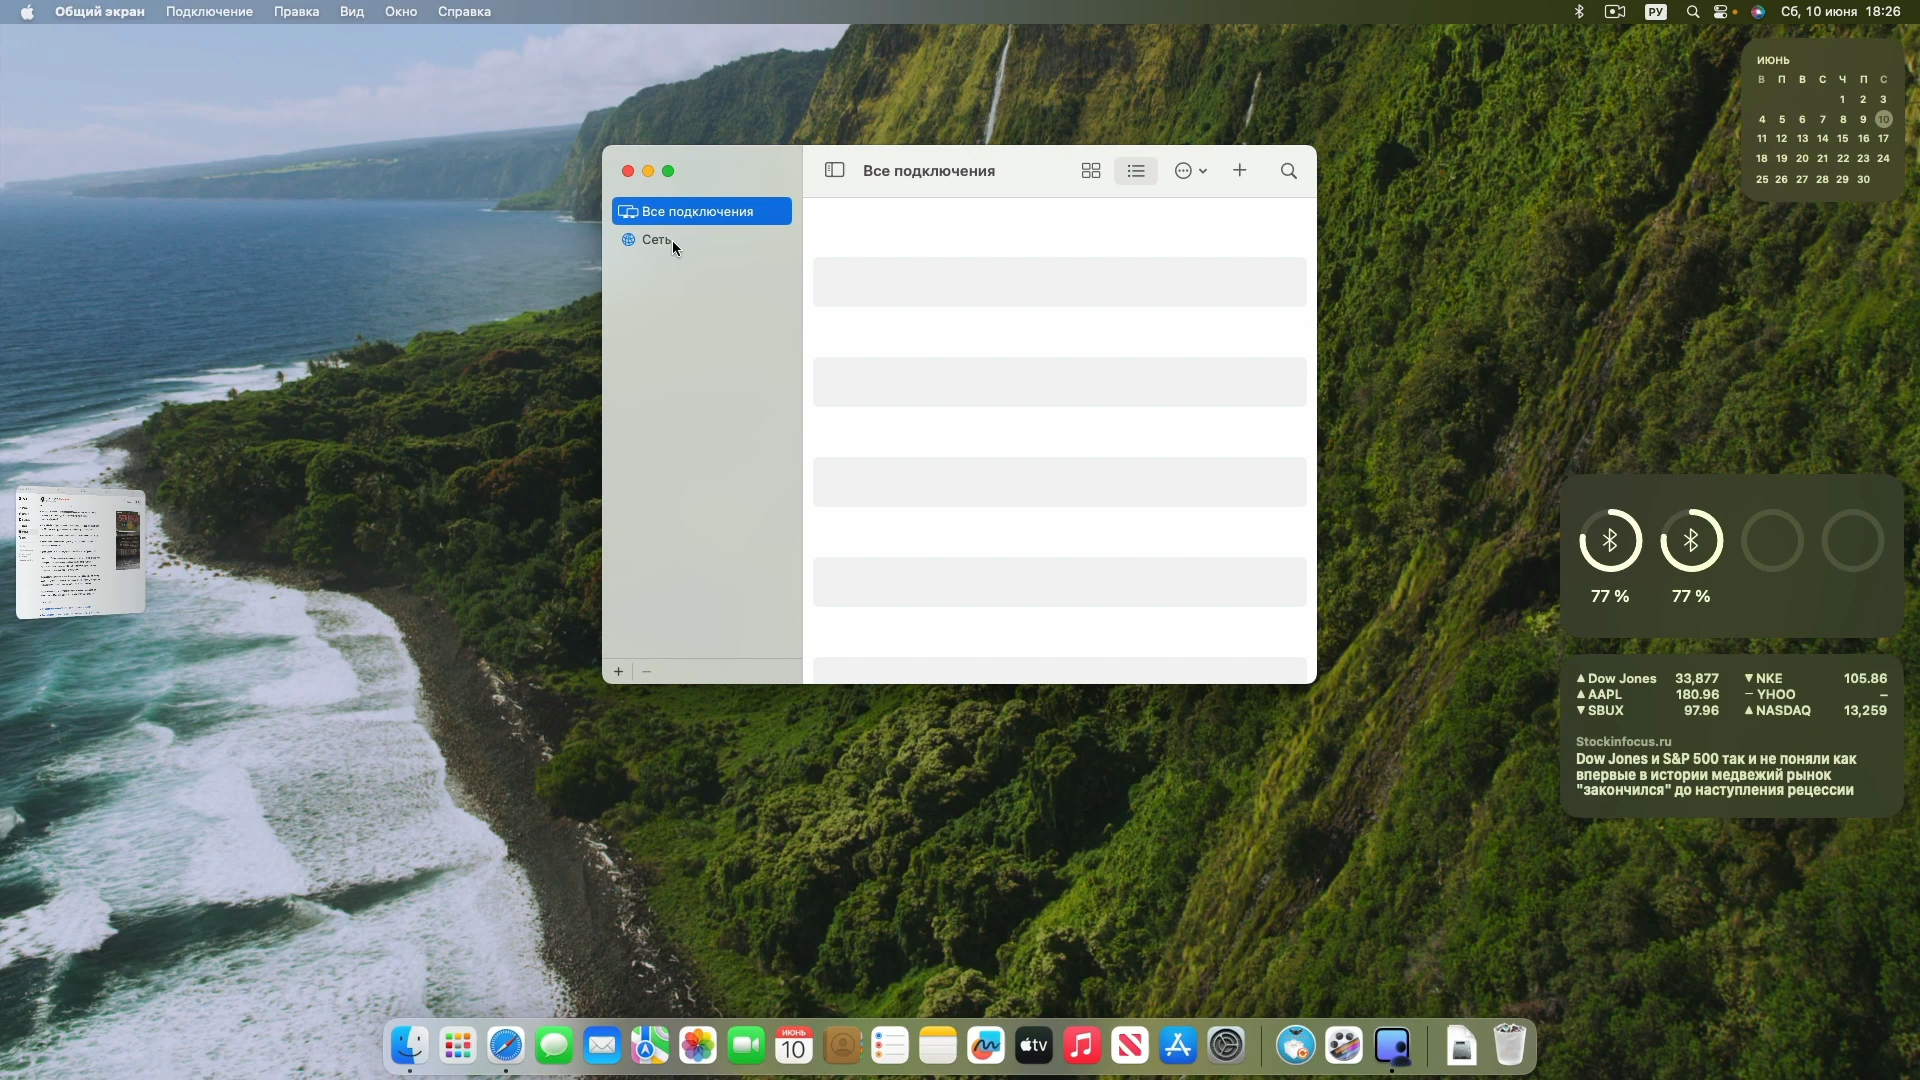 Общий экран Подключение Правка Вид Окно Справка
РУ Сб, 10 июня 18:26
ИЮНЬ
В П В С Ч П С
1 2 3
4 5 6 7 8 9 10
11 12 13 14 15 16 17
18 19 20 21 22 23 24
25 26 27 28 29 30
Все подключения
Все подключения
Сеть
+ −
77 % 77 %
Dow Jones 33,877 NKE 105.86
AAPL 180.96 YHOO –
SBUX 97.96 NASDAQ 13,259
Stockinfocus.ru
Dow Jones и S&P 500 так и не поняли как
впервые в истории медвежий рынок
"закончился" до наступления рецессии
ИЮНЬ
10
tv